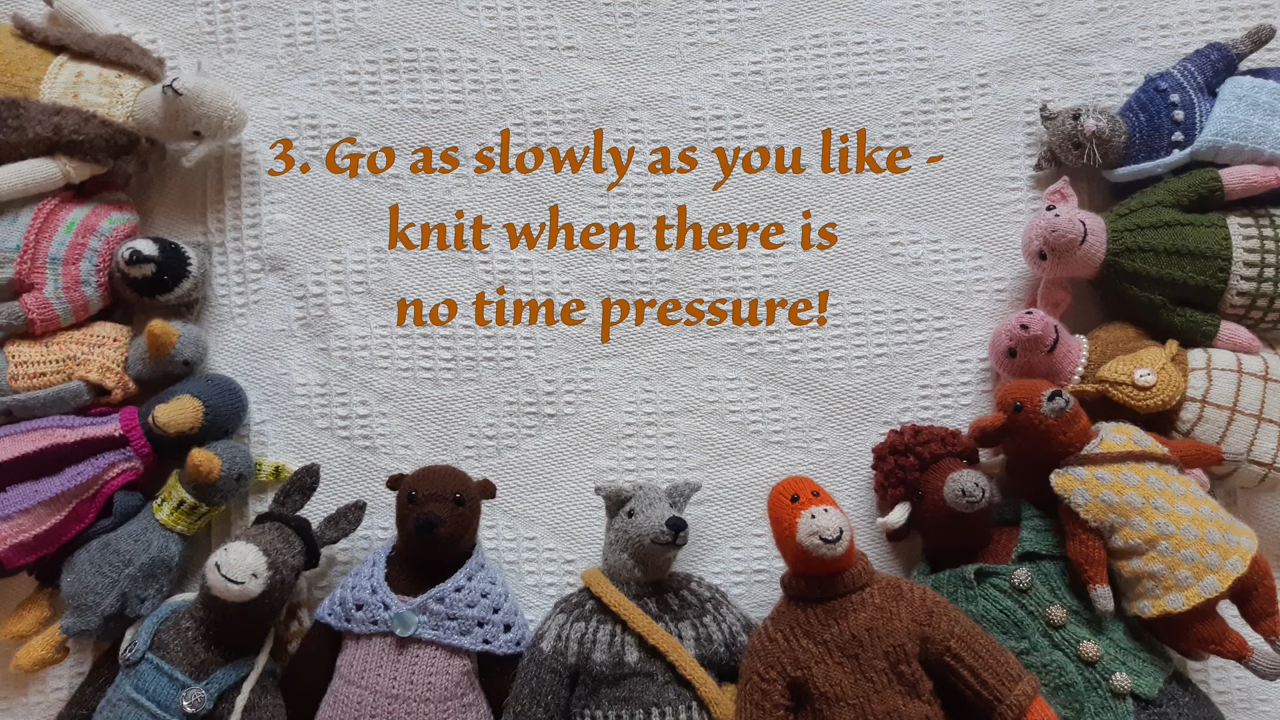 3. Go as slowly as you like -
knit when there is
no time pressure!